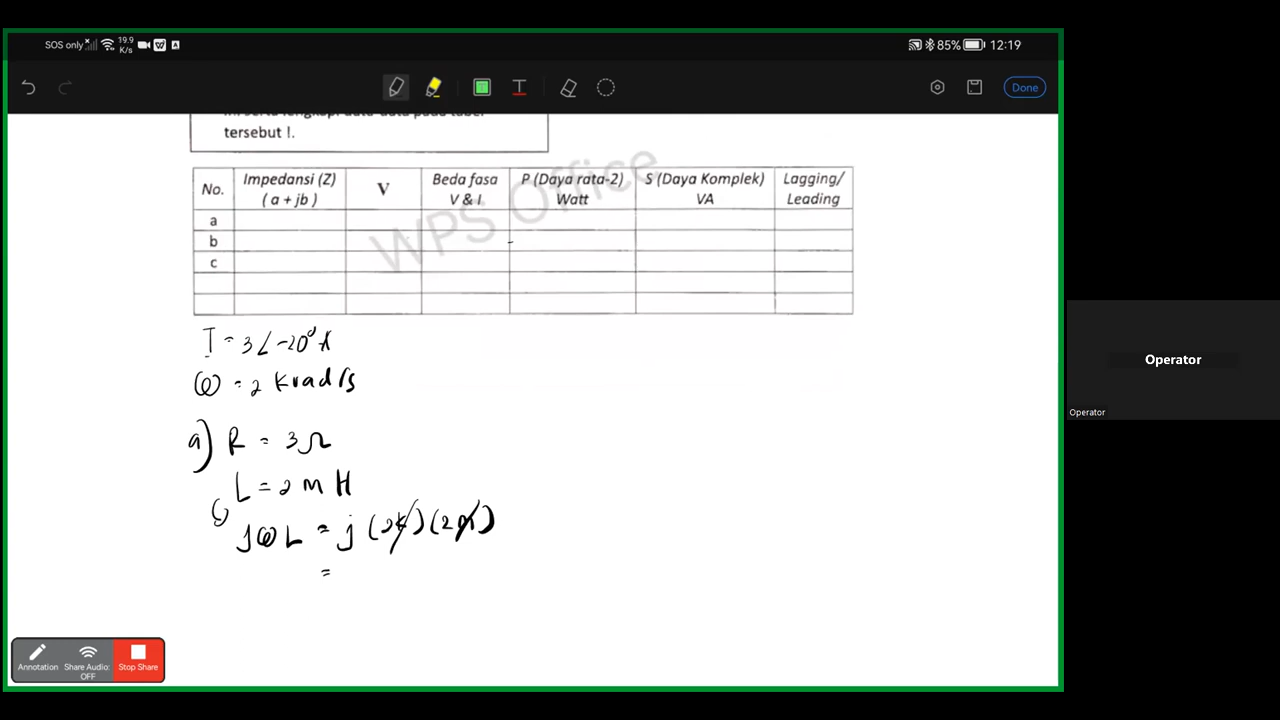 SOS only 19.9 K/s 85% 12:19
Done
tersebut !.
No. Impedansi (Z) ( a + jb ) V Beda fasa V & I P (Daya rata-2) Watt S (Daya Komplek) VA Lagging/ Leading
a
b
c
WPS Office
I = 3∠-20° A
ω = 2 krad/s
a) R = 3Ω
L = 2 m H
jωL = j (2k)(2m)
=
Operator
Operator
Annotation Share Audio: OFF Stop Share